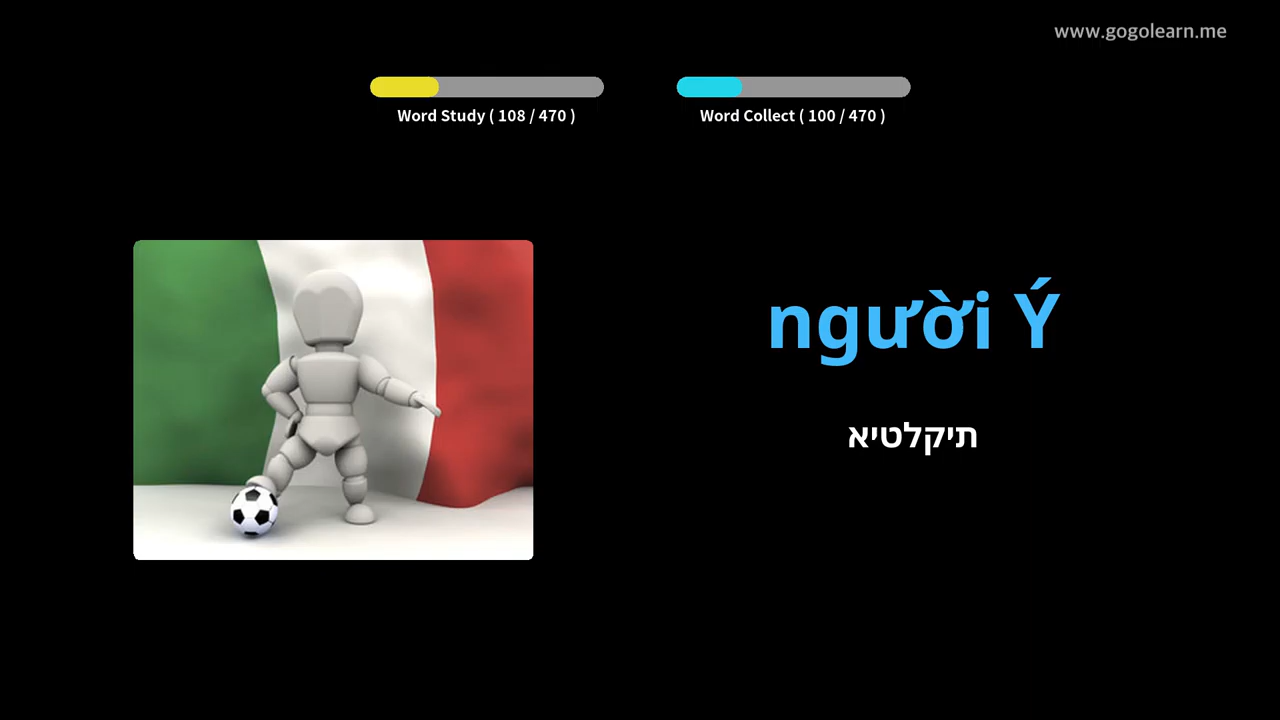 www.gogolearn.me
Word Study ( 108 / 470 )
Word Collect ( 100 / 470 )
người Ý
תיקלטיא